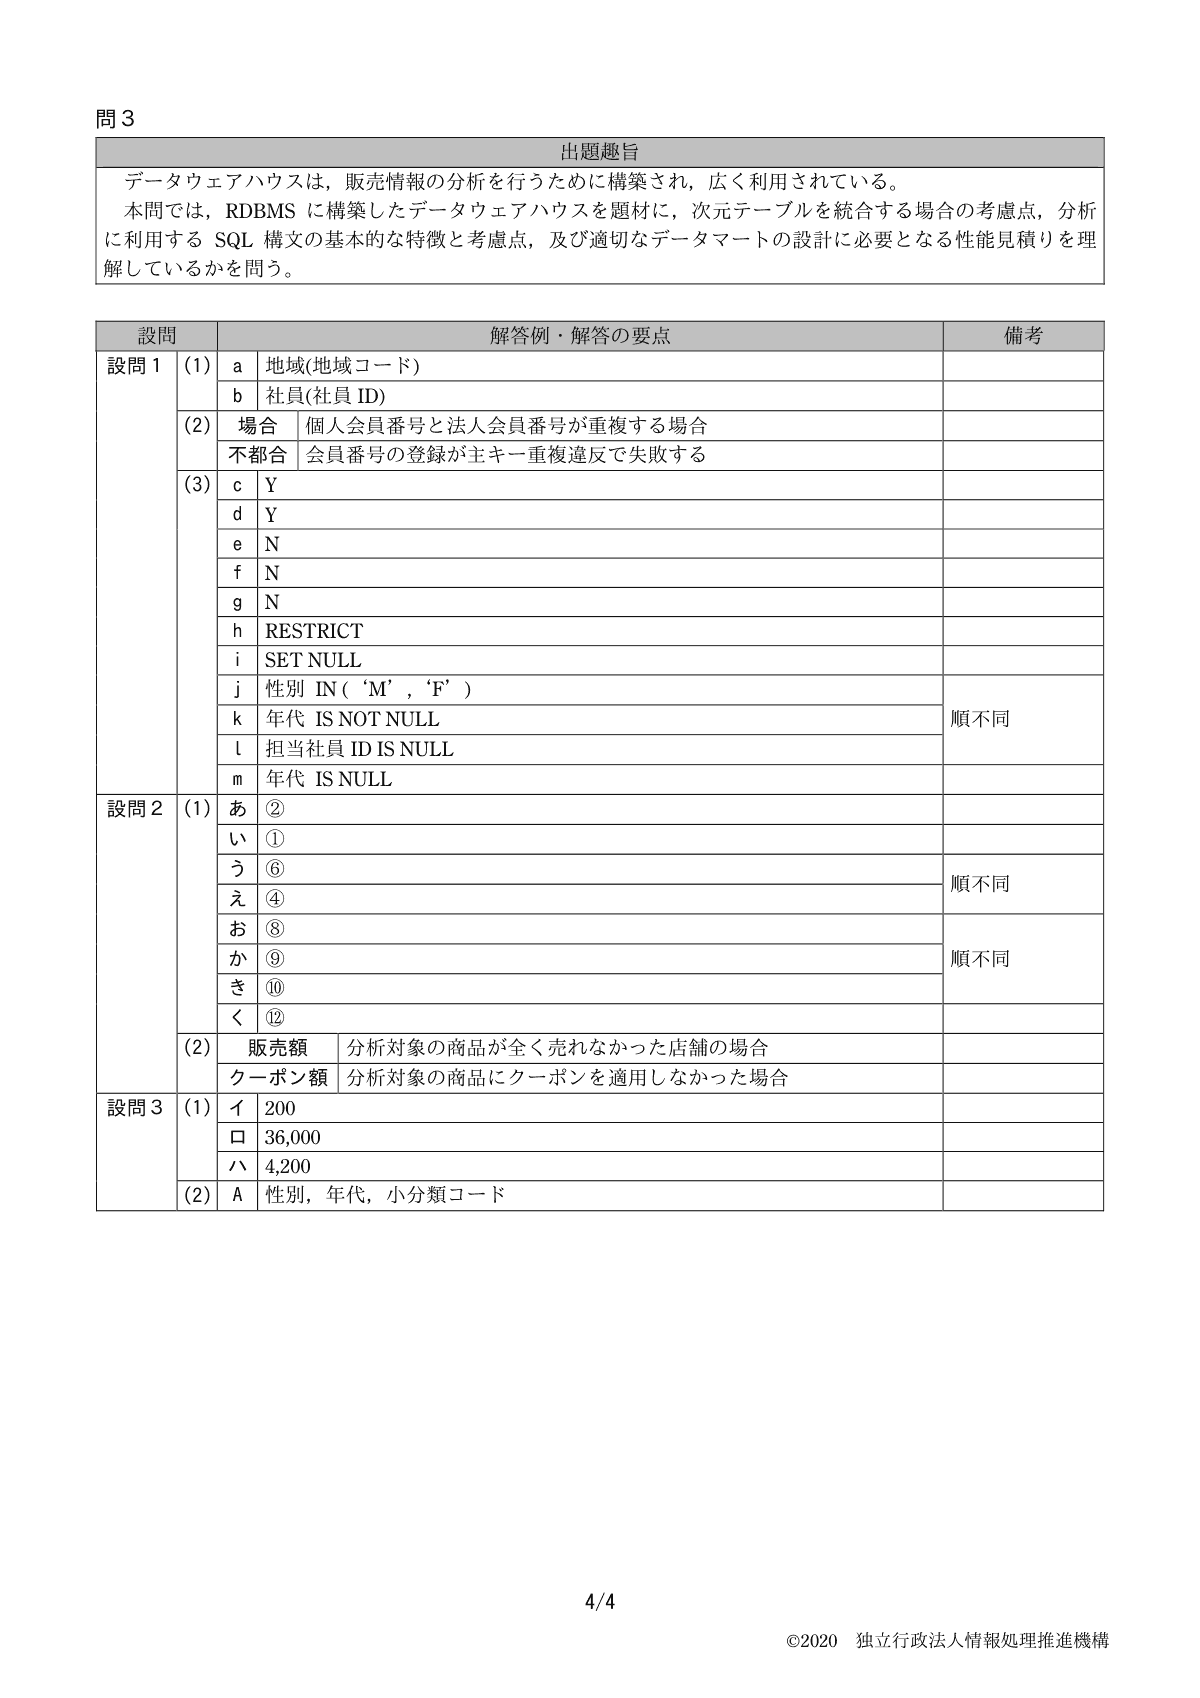 問3
出題趣旨
データウェアハウスは，販売情報の分析を行うために構築され，広く利用されている。
本問では，RDBMS に構築したデータウェアハウスを題材に，次元テーブルを統合する場合の考慮点，分析
に利用する SQL 構文の基本的な特徴と考慮点，及び適切なデータマートの設計に必要となる性能見積りを理
解しているかを問う。
設問 解答例・解答の要点 備考
設問1 (1) a 地域(地域コード)
b 社員(社員 ID)
(2) 場合 個人会員番号と法人会員番号が重複する場合
不都合 会員番号の登録が主キー重複違反で失敗する
(3) c Y
d Y
e N
f N
g N
h RESTRICT
i SET NULL
j 性別 IN (‘M’，‘F’)
k 年代 IS NOT NULL 順不同
l 担当社員 ID IS NULL
m 年代 IS NULL
設問2 (1) あ ②
い ①
う ⑥ 順不同
え ④
お ⑧
か ⑨ 順不同
き ⑩
く ⑫
(2) 販売額 分析対象の商品が全く売れなかった店舗の場合
クーポン額 分析対象の商品にクーポンを適用しなかった場合
設問3 (1) イ 200
ロ 36,000
ハ 4,200
(2) A 性別，年代，小分類コード
4/4
©2020 独立行政法人情報処理推進機構